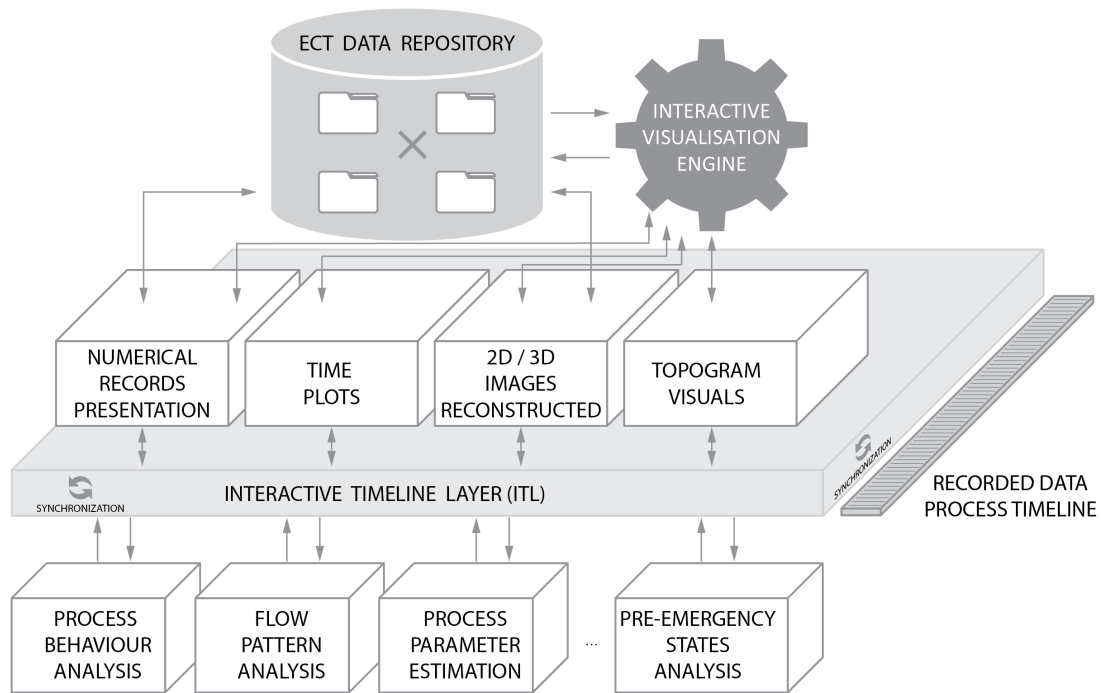 ECT DATA REPOSITORY
INTERACTIVE
VISUALISATION
ENGINE
NUMERICAL
RECORDS
PRESENTATION
TIME
PLOTS
2D / 3D
IMAGES
RECONSTRUCTED
TOPOGRAM
VISUALS
SYNCHRONIZATION
INTERACTIVE TIMELINE LAYER (ITL)
SYNCHRONIZATION
RECORDED DATA
PROCESS TIMELINE
PROCESS
BEHAVIOUR
ANALYSIS
FLOW
PATTERN
ANALYSIS
PROCESS
PARAMETER
ESTIMATION
...
PRE-EMERGENCY
STATES
ANALYSIS